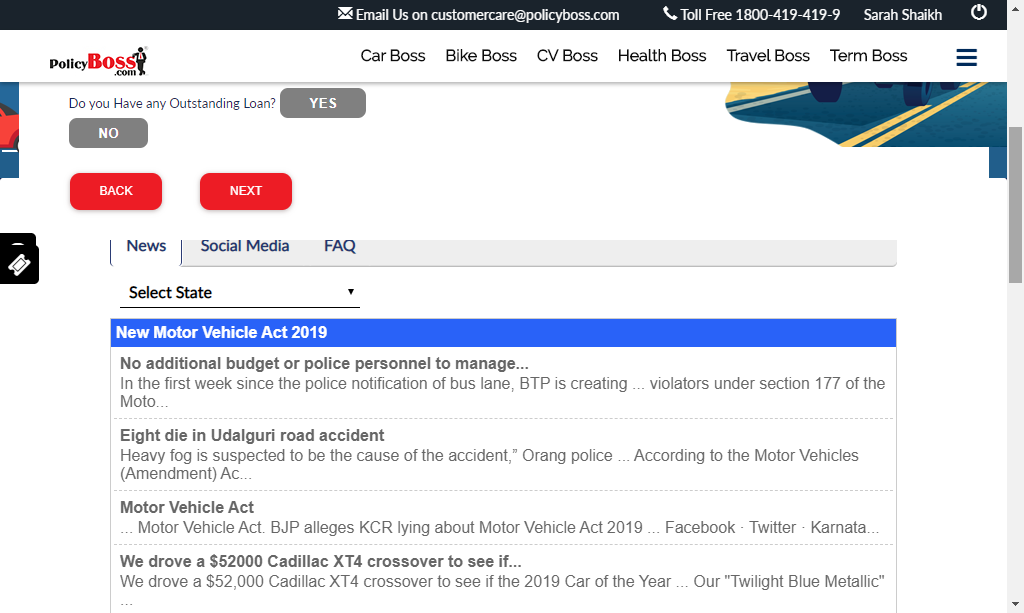 Email Us on customercare@policyboss.com Toll Free 1800-419-419-9 Sarah Shaikh
PolicyBoss.com Car Boss Bike Boss CV Boss Health Boss Travel Boss Term Boss
Do you Have any Outstanding Loan? YES
NO
BACK NEXT
News Social Media FAQ
Select State
New Motor Vehicle Act 2019
No additional budget or police personnel to manage...
In the first week since the police notification of bus lane, BTP is creating ... violators under section 177 of the
Moto...
Eight die in Udalguri road accident
Heavy fog is suspected to be the cause of the accident,” Orang police ... According to the Motor Vehicles
(Amendment) Ac...
Motor Vehicle Act
... Motor Vehicle Act. BJP alleges KCR lying about Motor Vehicle Act 2019 ... Facebook · Twitter · Karnata...
We drove a $52000 Cadillac XT4 crossover to see if...
We drove a $52,000 Cadillac XT4 crossover to see if the 2019 Car of the Year ... Our "Twilight Blue Metallic"
...